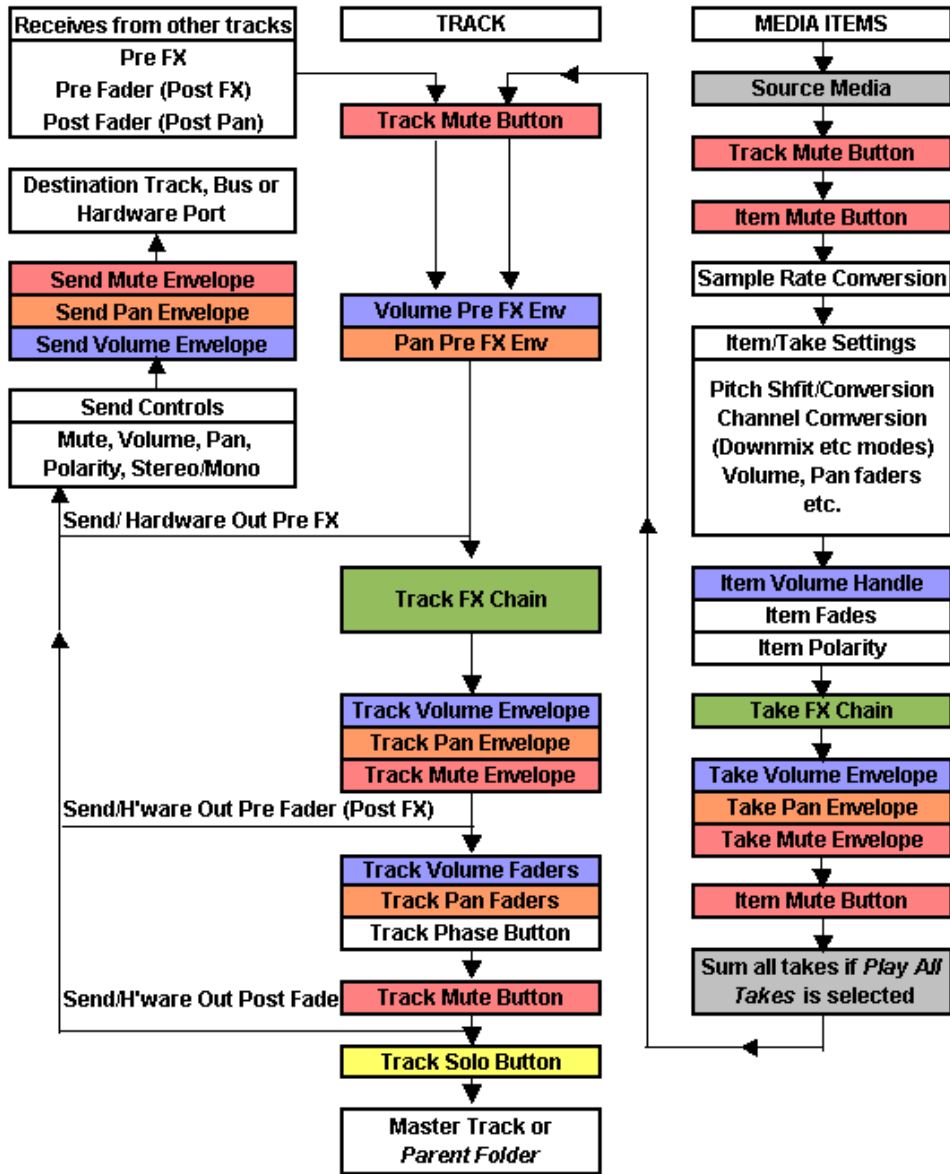 Receives from other tracks
Pre FX
Pre Fader (Post FX)
Post Fader (Post Pan)
Destination Track, Bus or
Hardware Port
Send Mute Envelope
Send Pan Envelope
Send Volume Envelope
Send Controls
Mute, Volume, Pan,
Polarity, Stereo/Mono
Send/ Hardware Out Pre FX
Send/H'ware Out Pre Fader (Post FX)
Send/H'ware Out Post Fade
TRACK
Track Mute Button
Volume Pre FX Env
Pan Pre FX Env
Track FX Chain
Track Volume Envelope
Track Pan Envelope
Track Mute Envelope
Track Volume Faders
Track Pan Faders
Track Phase Button
Track Mute Button
Track Solo Button
Master Track or
Parent Folder
MEDIA ITEMS
Source Media
Track Mute Button
Item Mute Button
Sample Rate Conversion
Item/Take Settings
Pitch Shfit/Conversion
Channel Comversion
(Downmix etc modes)
Volume, Pan faders
etc.
Item Volume Handle
Item Fades
Item Polarity
Take FX Chain
Take Volume Envelope
Take Pan Envelope
Take Mute Envelope
Item Mute Button
Sum all takes if Play All
Takes is selected